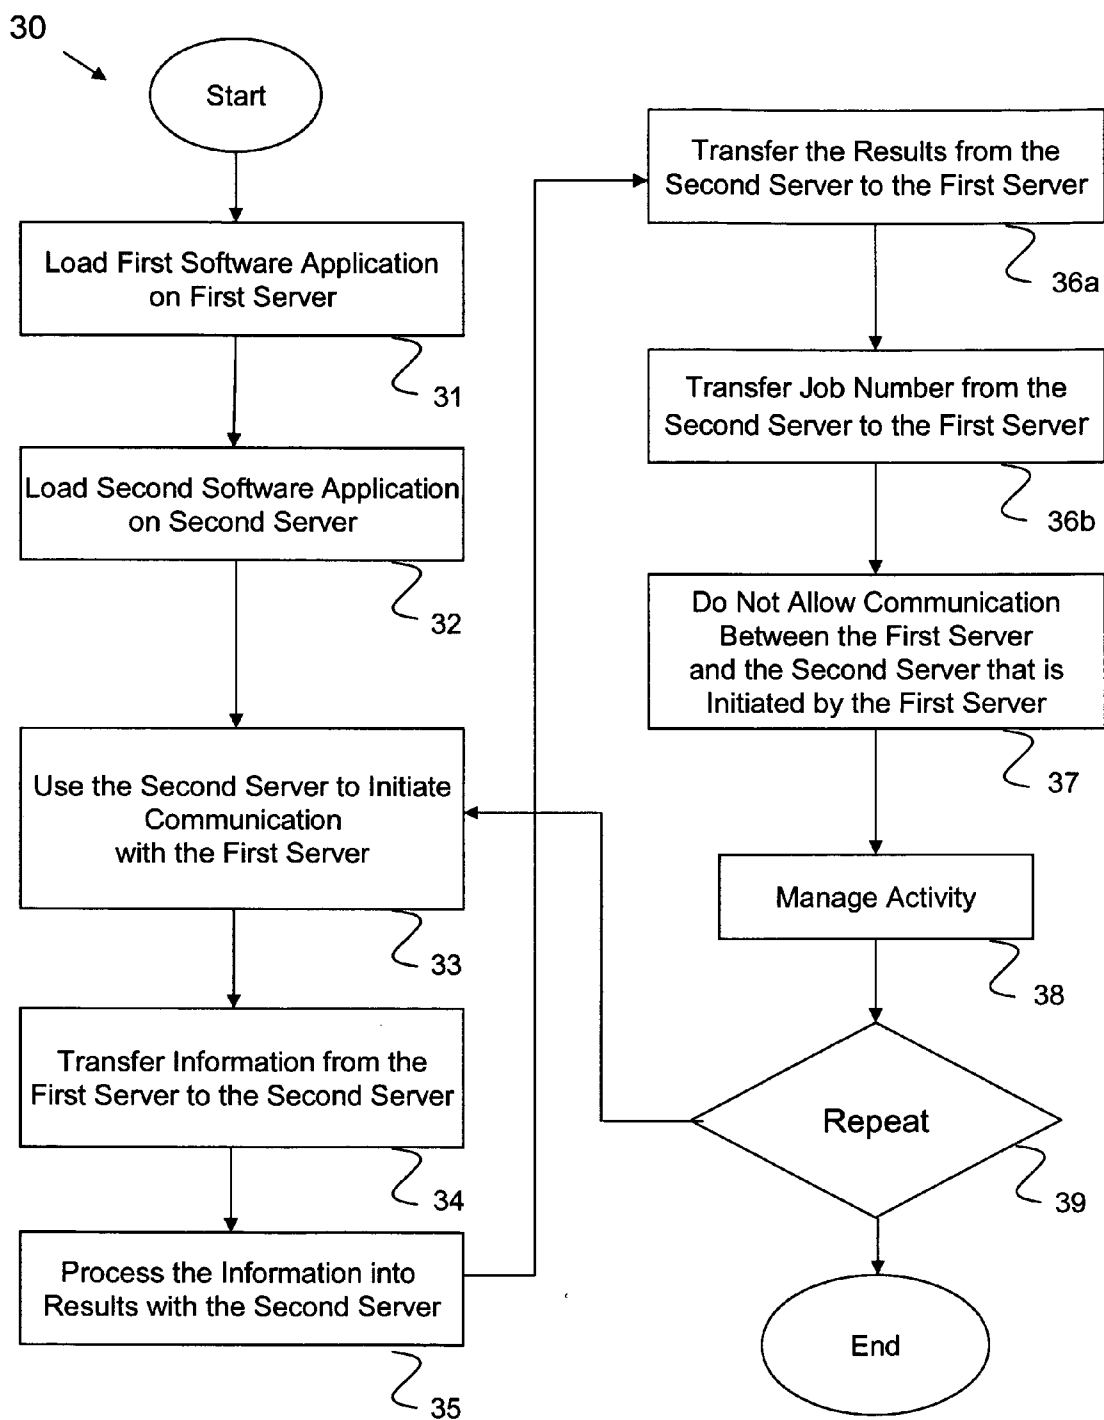 30
Start
Load First Software Application
on First Server
31
Load Second Software Application
on Second Server
32
Use the Second Server to Initiate
Communication
with the First Server
33
Transfer Information from the
First Server to the Second Server
34
Process the Information into
Results with the Second Server
35
Transfer the Results from the
Second Server to the First Server
36a
Transfer Job Number from the
Second Server to the First Server
36b
Do Not Allow Communication
Between the First Server
and the Second Server that is
Initiated by the First Server
37
Manage Activity
38
Repeat
39
End